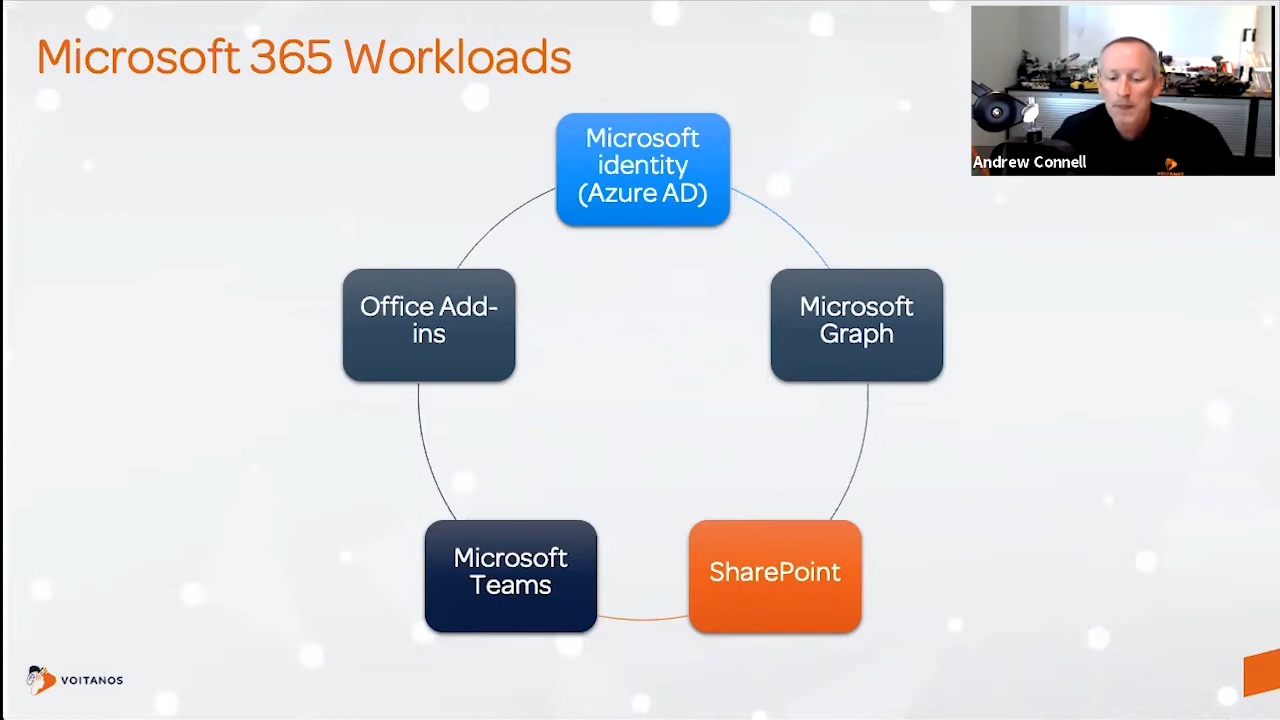 Microsoft 365 Workloads
Andrew Connell
Microsoft
identity
(Azure AD)
Office Add-
ins
Microsoft
Graph
Microsoft
Teams
SharePoint
VOITANOS